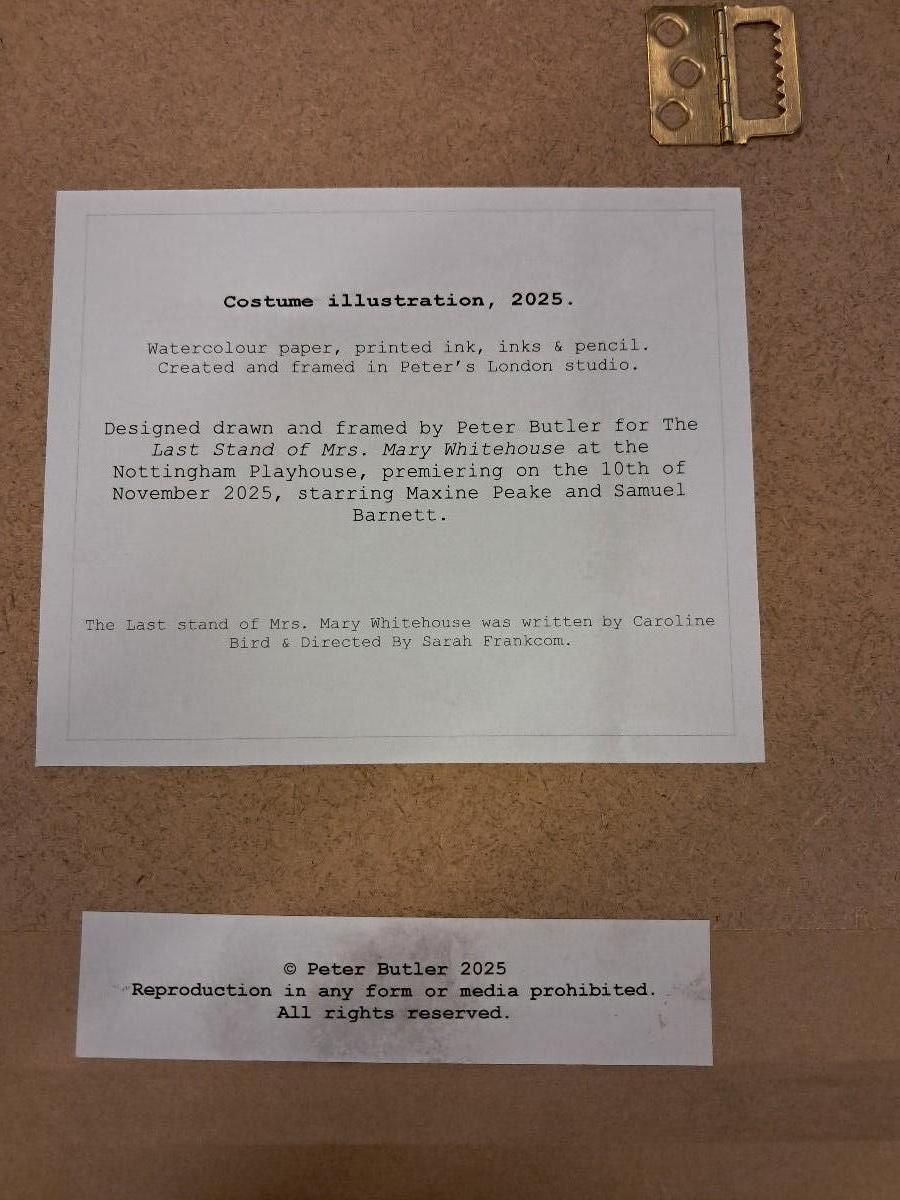 Costume illustration, 2025.
Watercolour paper, printed ink, inks & pencil.
Created and framed in Peter's London studio.
Designed drawn and framed by Peter Butler for The
Last Stand of Mrs. Mary Whitehouse at the
Nottingham Playhouse, premiering on the 10th of
November 2025, starring Maxine Peake and Samuel
Barnett.
The Last stand of Mrs. Mary Whitehouse was written by Caroline
Bird & Directed By Sarah Frankcom.
© Peter Butler 2025
Reproduction in any form or media prohibited.
All rights reserved.